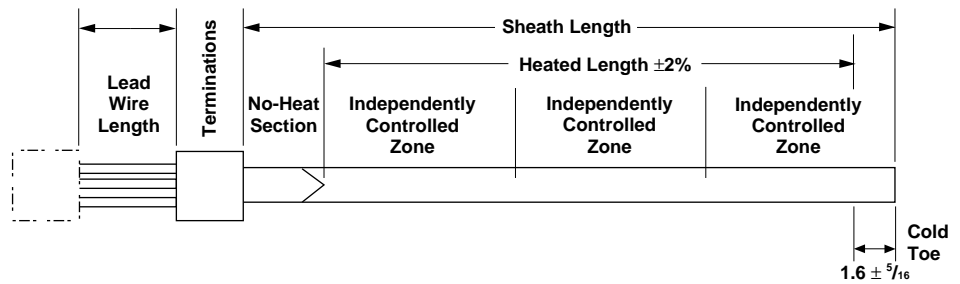 Sheath Length
Heated Length ±2%
Lead
Wire
Length
Terminations
No-Heat
Section
Independently
Controlled
Zone
Independently
Controlled
Zone
Independently
Controlled
Zone
Cold
Toe
1.6 ± 5/16